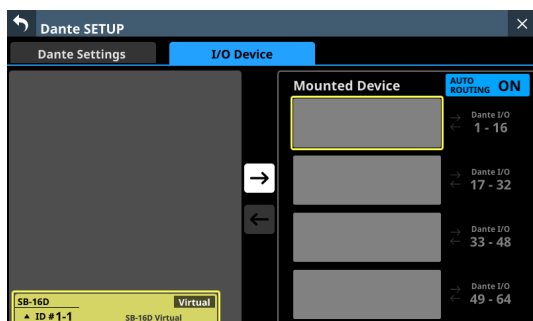 Dante SETUP
Dante Settings
I/O Device
Mounted Device
AUTO ROUTING ON
Dante I/O
1 - 16
Dante I/O
17 - 32
Dante I/O
33 - 48
Dante I/O
49 - 64
SB-16D
Virtual
ID #1-1
SB-16D Virtual